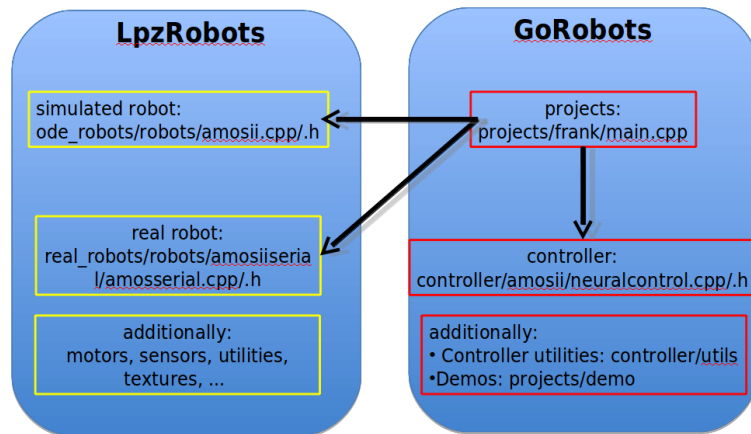 LpzRobots
simulated robot:
ode_robots/robots/amosii.cpp/.h
real robot:
real_robots/robots/amosiiseria
l/amosserial.cpp/.h
additionally:
motors, sensors, utilities,
textures, ...
GoRobots
projects:
projects/frank/main.cpp
controller:
controller/amosii/neuralcontrol.cpp/.h
additionally:
• Controller utilities: controller/utils
•Demos: projects/demo